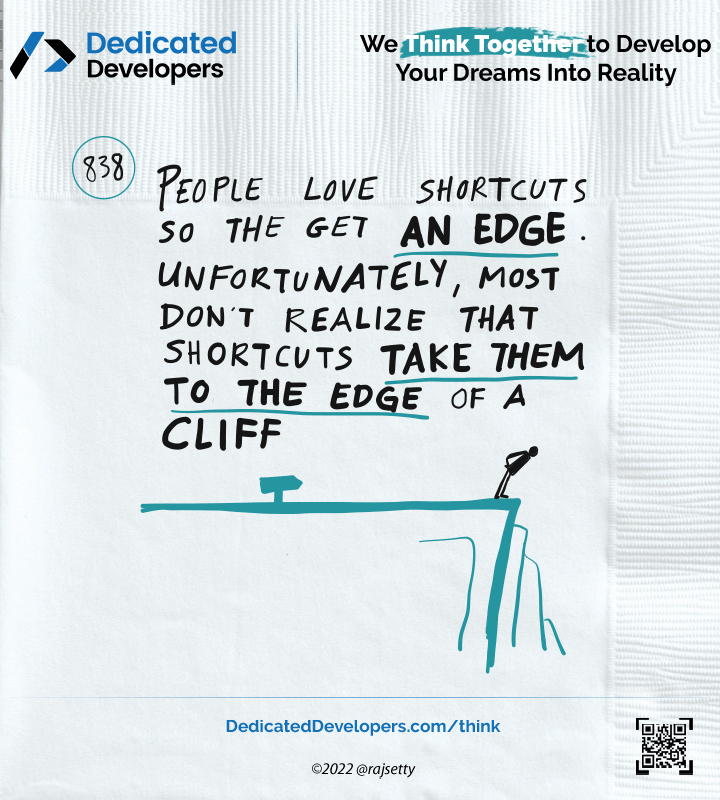 Dedicated
Developers
We Think Together to Develop
Your Dreams Into Reality
838
PEOPLE LOVE SHORTCUTS
SO THE GET AN EDGE.
UNFORTUNATELY, MOST
DON'T REALIZE THAT
SHORTCUTS TAKE THEM
TO THE EDGE OF A
CLIFF
DedicatedDevelopers.com/think
©2022 @rajsetty